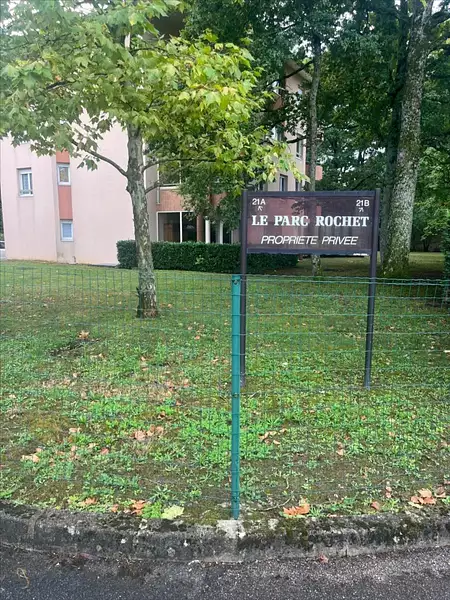 21A 21B
LE PARC ROCHET
PROPRIETE PRIVEE